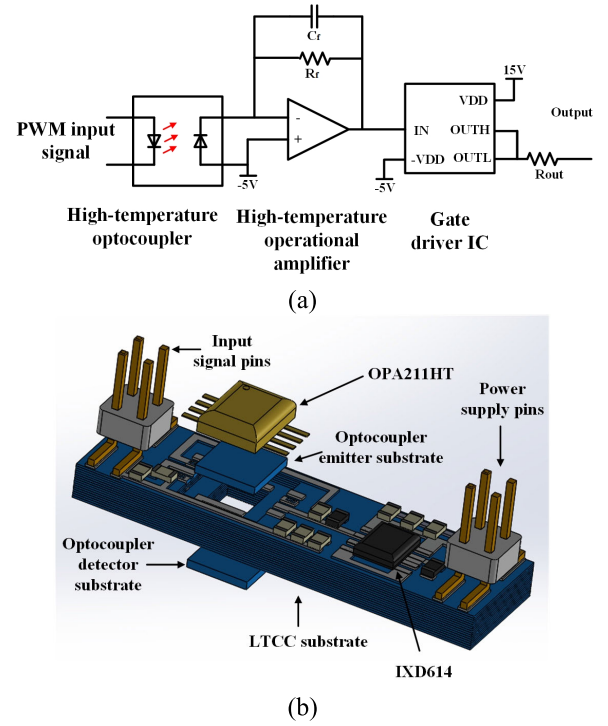 Cf
Rf
15V
VDD
Output
PWM input
signal
-
+
IN
OUTH
-VDD
OUTL
Rout
-5V
-5V
High-temperature
optocoupler
High-temperature
operational
amplifier
Gate
driver IC
(a)
Input
signal pins
OPA211HT
Power
supply pins
Optocoupler
emitter substrate
Optocoupler
detector
substrate
LTCC substrate
IXD614
(b)